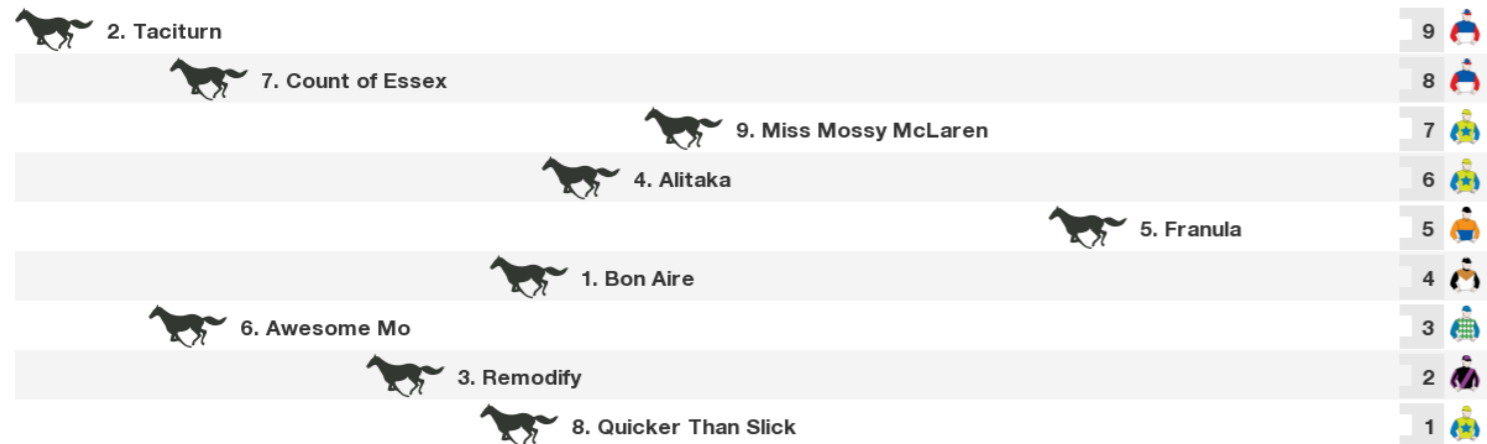 2. Taciturn 9
7. Count of Essex 8
9. Miss Mossy McLaren 7
4. Alitaka 6
5. Franula 5
1. Bon Aire 4
6. Awesome Mo 3
3. Remodify 2
8. Quicker Than Slick 1